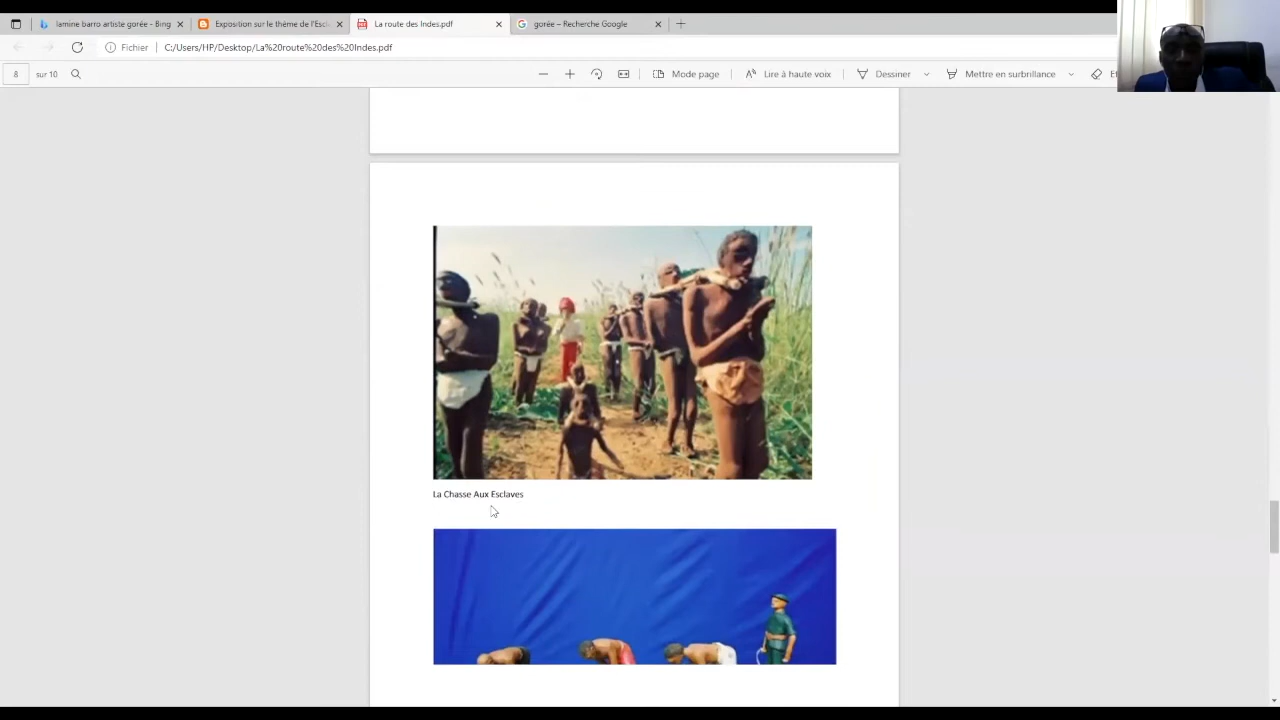 lamine barro artiste gorée - Bing
Exposition sur le thème de l'Escl
La route des Indes.pdf
gorée – Recherche Google
Fichier
C:/Users/HP/Desktop/La%20route%20des%20Indes.pdf
8 sur 10
Mode page
Lire à haute voix
Dessiner
Mettre en surbrillance
La Chasse Aux Esclaves